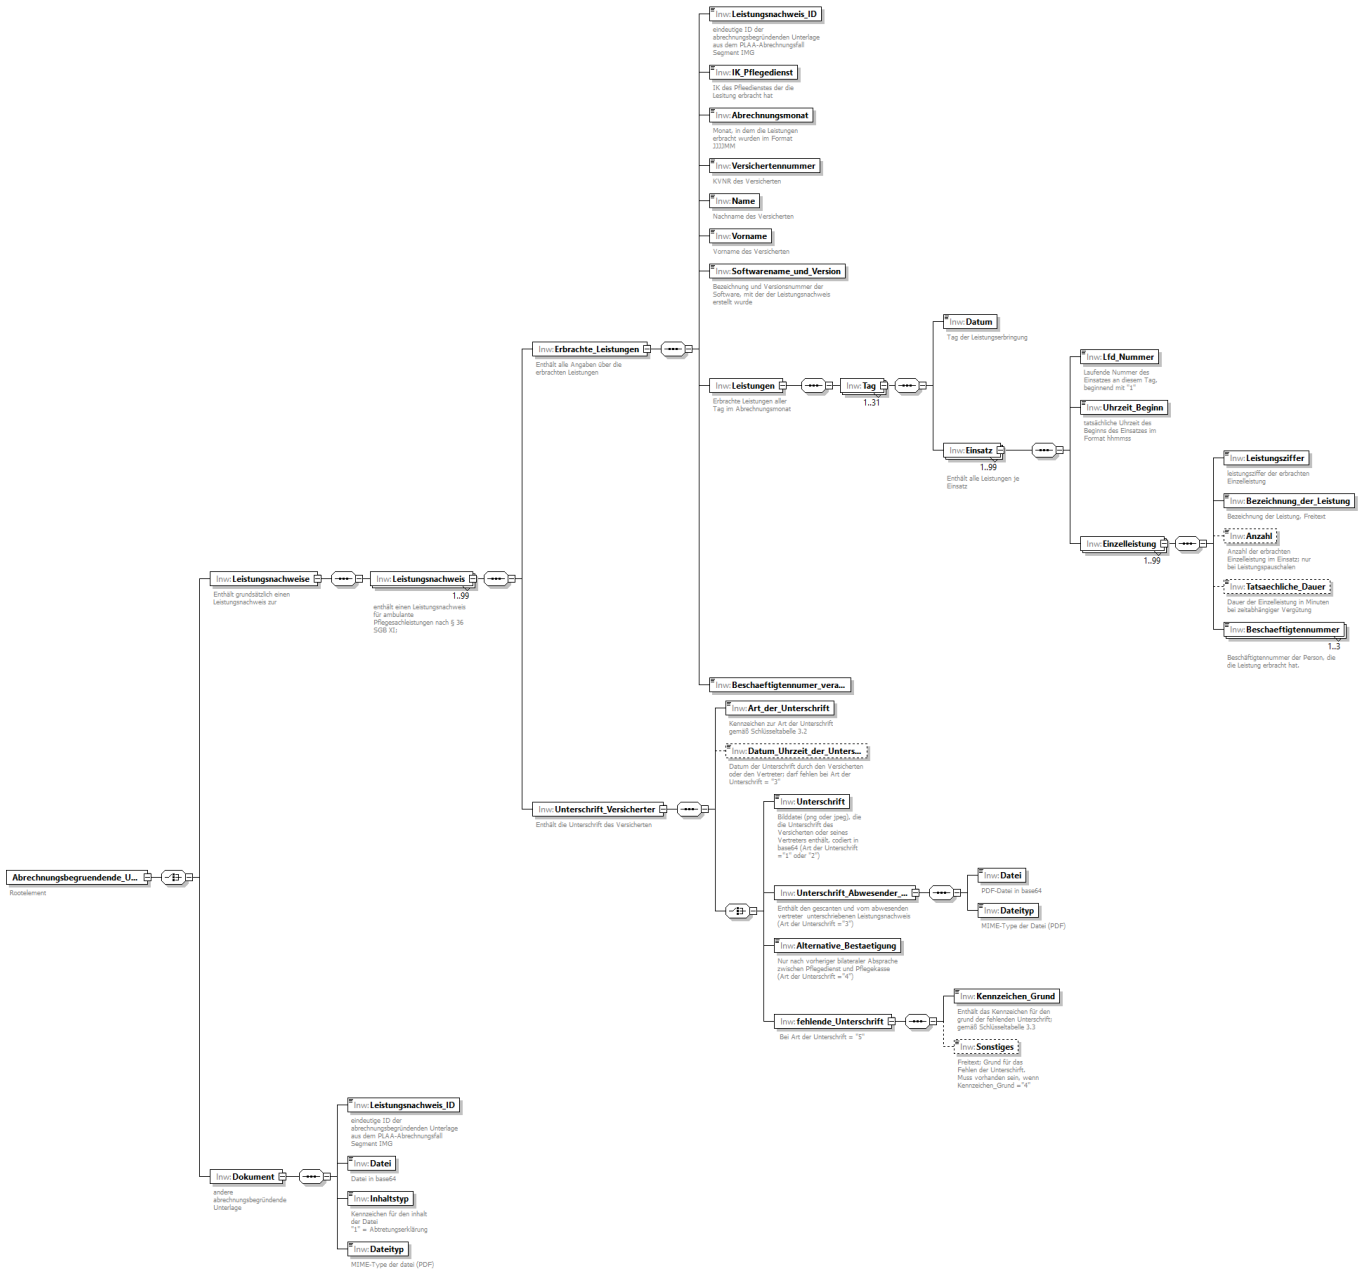 lnw:Leistungsnachweis_ID
eindeutige ID der
abrechnungsbegründenden Unterlage
aus dem PLAA-Abrechnungsfall
Segment IMG
lnw:IK_Pflegedienst
IK des Pfleedienstes der die
Lesitung erbracht hat
lnw:Abrechnungsmonat
Monat, in dem die Leistungen
erbracht wurden im Format
JJJJMM
lnw:Versichertennummer
KVNR des Versicherten
lnw:Name
Nachname des Versicherten
lnw:Vorname
Vorname des Versicherten
lnw:Softwarename_und_Version
Bezeichnung und Versionsnummer der
Software, mit der der Leistungsnachweis
erstellt wurde
lnw:Erbrachte_Leistungen
Enthält alle Angaben über die
erbrachten Leistungen
lnw:Leistungen
Erbrachte Leistungen aller
Tag im Abrechnungsmonat
lnw:Tag
1..31
lnw:Datum
Tag der Leistungserbringung
lnw:Einsatz
1..99
Enthält alle Leistungen je
Einsatz
lnw:Lfd_Nummer
Laufende Nummer des
Einsatzes an diesem Tag,
beginnend mit "1"
lnw:Uhrzeit_Beginn
tatsächliche Uhrzeit des
Beginns des Einsatzes im
Format hhmmss
lnw:Einzelleistung
1..99
lnw:Leistungsziffer
leistungsziffer der erbrachten
Einzelleistung
lnw:Bezeichnung_der_Leistung
Bezeichnung der Leistung, Freitext
lnw:Anzahl
Anzahl der erbrachten
Einzelleistung im Einsatz; nur
bei Leistungspauschalen
lnw:Tatsaechliche_Dauer
Dauer der Einzelleistung in Minuten
bei zeitabhängiger Vergütung
lnw:Beschaeftigtennummer
1..3
Beschäftigtennummer der Person, die
die Leistung erbracht hat.
lnw:Leistungsnachweise
Enthält grundsätzlich einen
Leistungsnachweis zur
lnw:Leistungsnachweis
1..99
enthält einen Leistungsnachweis
für ambulante
Pflegesachleistungen nach § 36
SGB XI;
lnw:Beschaeftigtennumer_vera...
lnw:Art_der_Unterschrift
Kennzeichen zur Art der Unterschrift
gemäß Schlüsseltabelle 3.2
lnw:Datum_Uhrzeit_der_Unters...
Datum der Unterschrift durch den Versicherten
oder den Vertreter; darf fehlen bei Art der
Unterschrift = "3"
lnw:Unterschrift_Versicherter
Enthält die Unterschrift des Versicherten
lnw:Unterschrift
Bilddatei (png oder jpeg), die
die Unterschrift des
Versicherten oder seines
Vertreters enthält, codiert in
base64 (Art der Unterschrift
="1" oder "2")
lnw:Unterschrift_Abwesender_...
Enthält den gescanten und vom abwesenden
vertreter unterschriebenen Leistungsnachweis
(Art der Unterschrift ="3")
lnw:Datei
PDF-Datei in base64
lnw:Dateityp
MIME-Type der Datei (PDF)
lnw:Alternative_Bestaetigung
Nur nach vorheriger bilateraler Absprache
zwischen Pflegedienst und Pflegekasse
(Art der Unterschrift ="4")
lnw:fehlende_Unterschrift
Bei Art der Unterschrift = "5"
lnw:Kennzeichen_Grund
Enthält das Kennzeichen für den
grund der fehlenden Unterschrift;
gemäß Schlüsseltabelle 3.3
lnw:Sonstiges
Freitext: Grund für das
Fehlen der Unterschrift.
Muss vorhanden sein, wenn
Kennzeichen_Grund ="4"
Abrechnungsbegruendende_U...
Rootelement
lnw:Dokument
andere
abrechnungsbegründende
Unterlage
lnw:Leistungsnachweis_ID
eindeutige ID der
abrechnungsbegründenden Unterlage
aus dem PLAA-Abrechnungsfall
Segment IMG
lnw:Datei
Datei in base64
lnw:Inhaltstyp
Kennzeichen für den inhalt
der Datei
"1" = Abtretungserklärung
lnw:Dateityp
MIME-Type der datei (PDF)